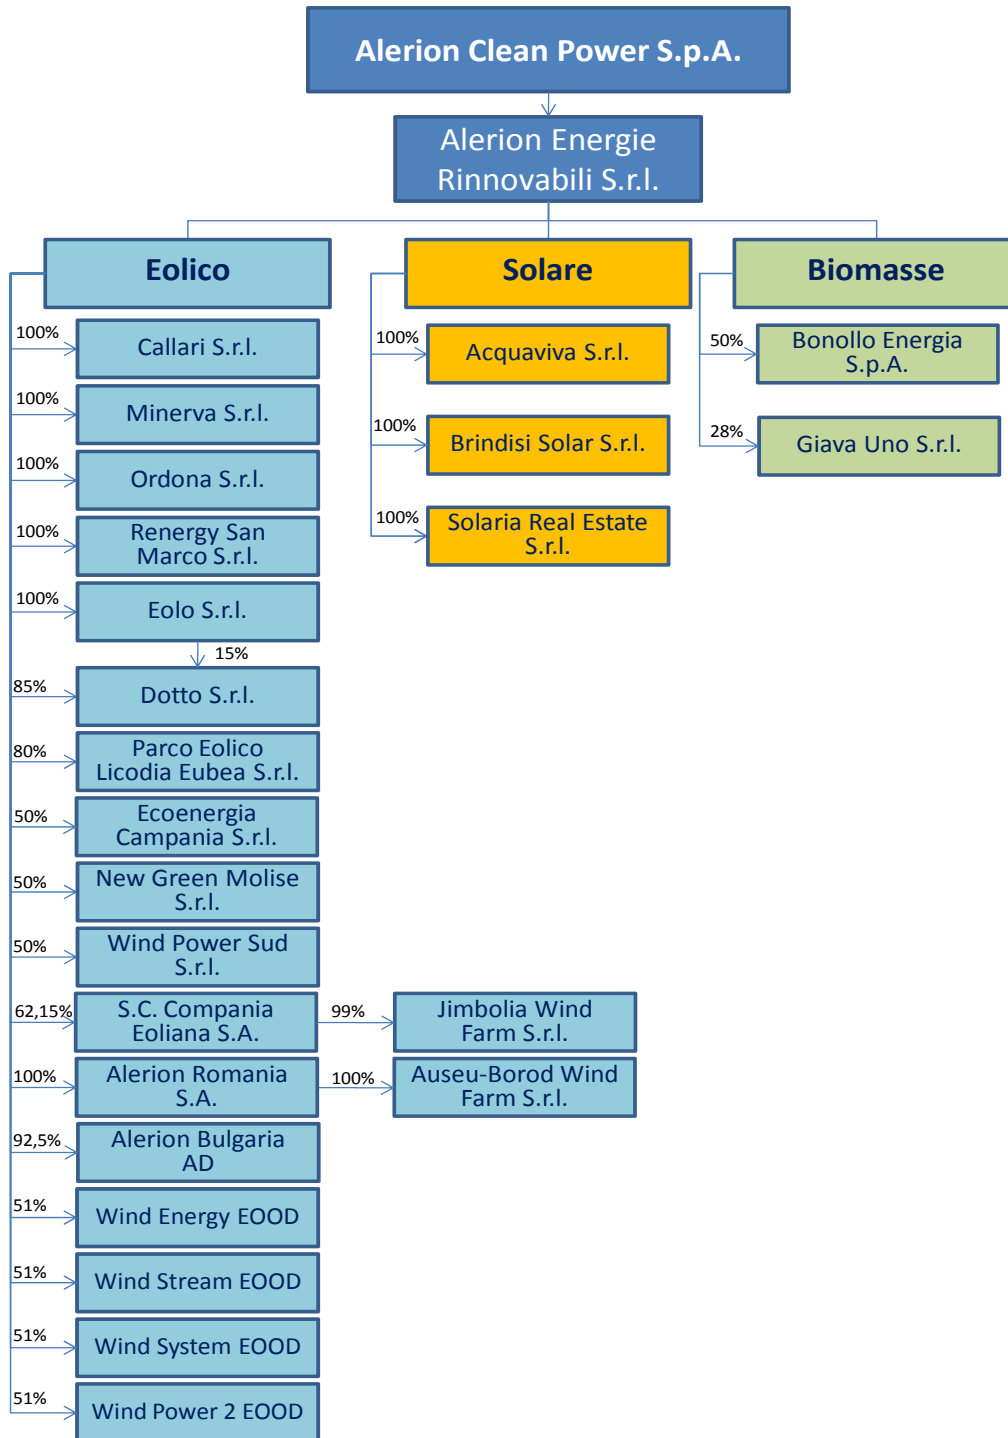 Alerion Clean Power S.p.A.
Alerion Energie
Rinnovabili S.r.l.
Eolico
100%
Callari S.r.l.
100%
Minerva S.r.l.
100%
Ordona S.r.l.
100%
Renergy San
Marco S.r.l.
100%
Eolo S.r.l.
15%
85%
Dotto S.r.l.
80%
Parco Eolico
Licodia Eubea S.r.l.
50%
Ecoenergia
Campania S.r.l.
50%
New Green Molise
S.r.l.
50%
Wind Power Sud
S.r.l.
62,15%
S.C. Compania
Eoliana S.A.
99%
Jimbolia Wind
Farm S.r.l.
100%
Alerion Romania
S.A.
100%
Auseu-Borod Wind
Farm S.r.l.
92,5%
Alerion Bulgaria
AD
51%
Wind Energy EOOD
51%
Wind Stream EOOD
51%
Wind System EOOD
51%
Wind Power 2 EOOD
Solare
100%
Acquaviva S.r.l.
100%
Brindisi Solar S.r.l.
100%
Solaria Real Estate
S.r.l.
Biomasse
50%
Bonollo Energia
S.p.A.
28%
Giava Uno S.r.l.